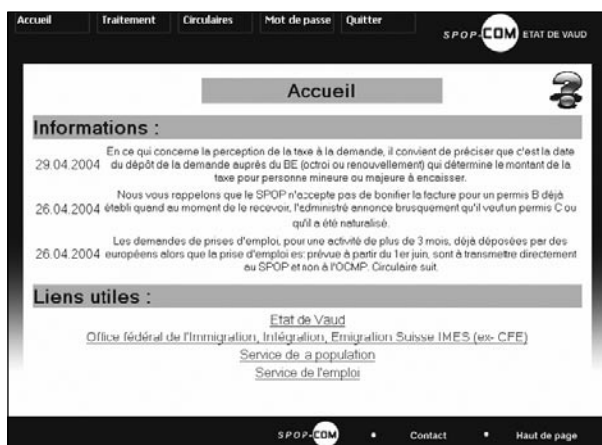 Accueil Traitement Circulaires Mot de passe Quitter
SPOP-COM ETAT DE VAUD
Accueil
Informations :
En ce qui concerne la perception de la taxe à la demande, il convient de préciser que c'est la date
29.04.2004 du dépôt de la demande auprès du BE (octroi ou renouvellement) qui détermine le montant de la
taxe pour personne mineure ou majeure à encaisser.
Nous vous rappelons que le SPOP n'accepte pas de bonifier la facture pour un permis B déjà
26.04.2004 établi quand au moment de le recevoir, l'administré annonce brusquement qu'il veut un permis C ou
qu'il a été naturalisé.
Les demandes de prises d'emploi, pour une activité de plus de 3 mois, déjà déposées par des
26.04.2004 européens alors que la prise d'emploi es: prévue à partir du 1er juin, sont à transmettre directement
au SPOP et non à l'OCMP. Circulaire suit.
Liens utiles :
Etat de Vaud
Office fédéral de l'Immigration, Intégration, Emigration Suisse IMES (ex- CFE)
Service de a population
Service de l'emploi
SPOP-COM • Contact • Haut de page